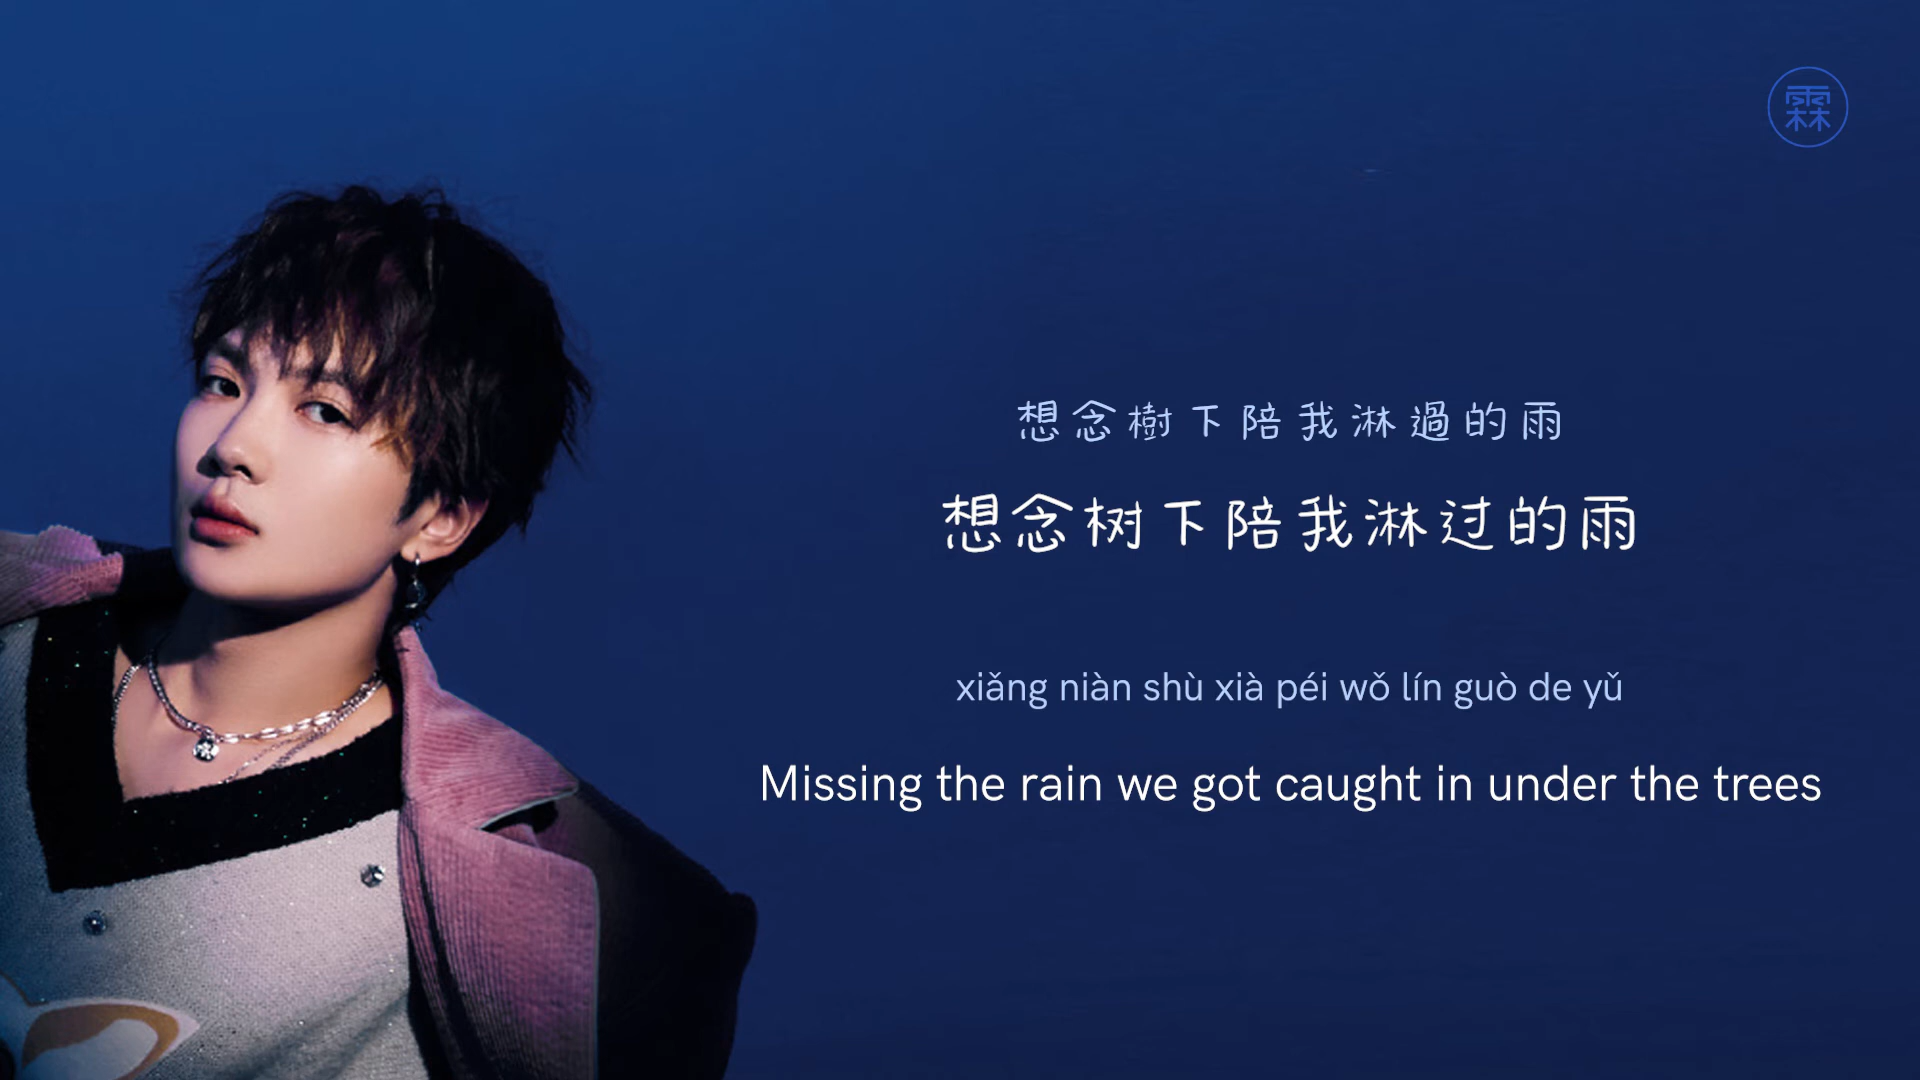 霖
想念樹下陪我淋過的雨
想念树下陪我淋过的雨
xiǎng niàn shù xià péi wǒ lín guò de yǔ
Missing the rain we got caught in under the trees